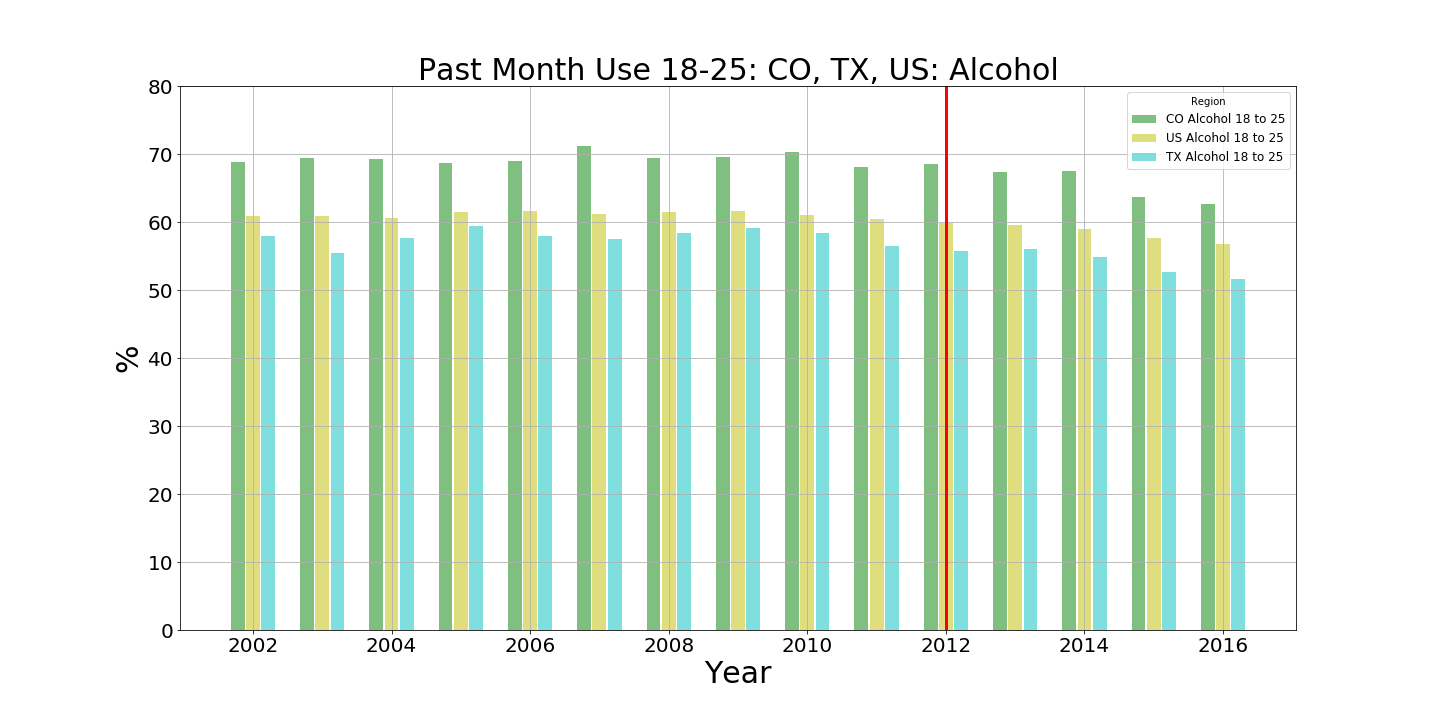 Past Month Use 18-25: CO, TX, US: Alcohol
80
70
60
50
40
30
20
10
0
%
Region
CO Alcohol 18 to 25
US Alcohol 18 to 25
TX Alcohol 18 to 25
2002 2004 2006 2008 2010 2012 2014 2016
Year